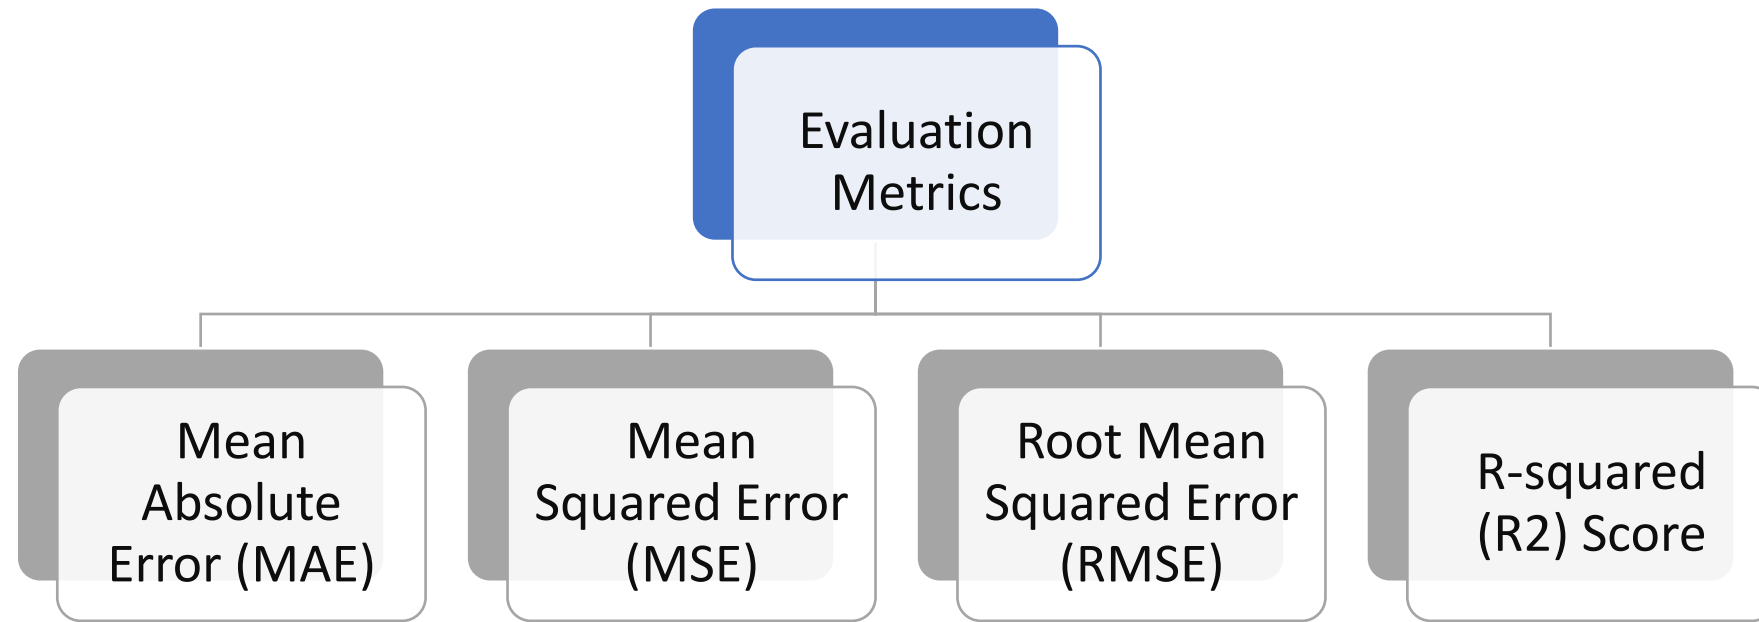 Evaluation
Metrics
Mean
Absolute
Error (MAE)
Mean
Squared Error
(MSE)
Root Mean
Squared Error
(RMSE)
R-squared
(R2) Score